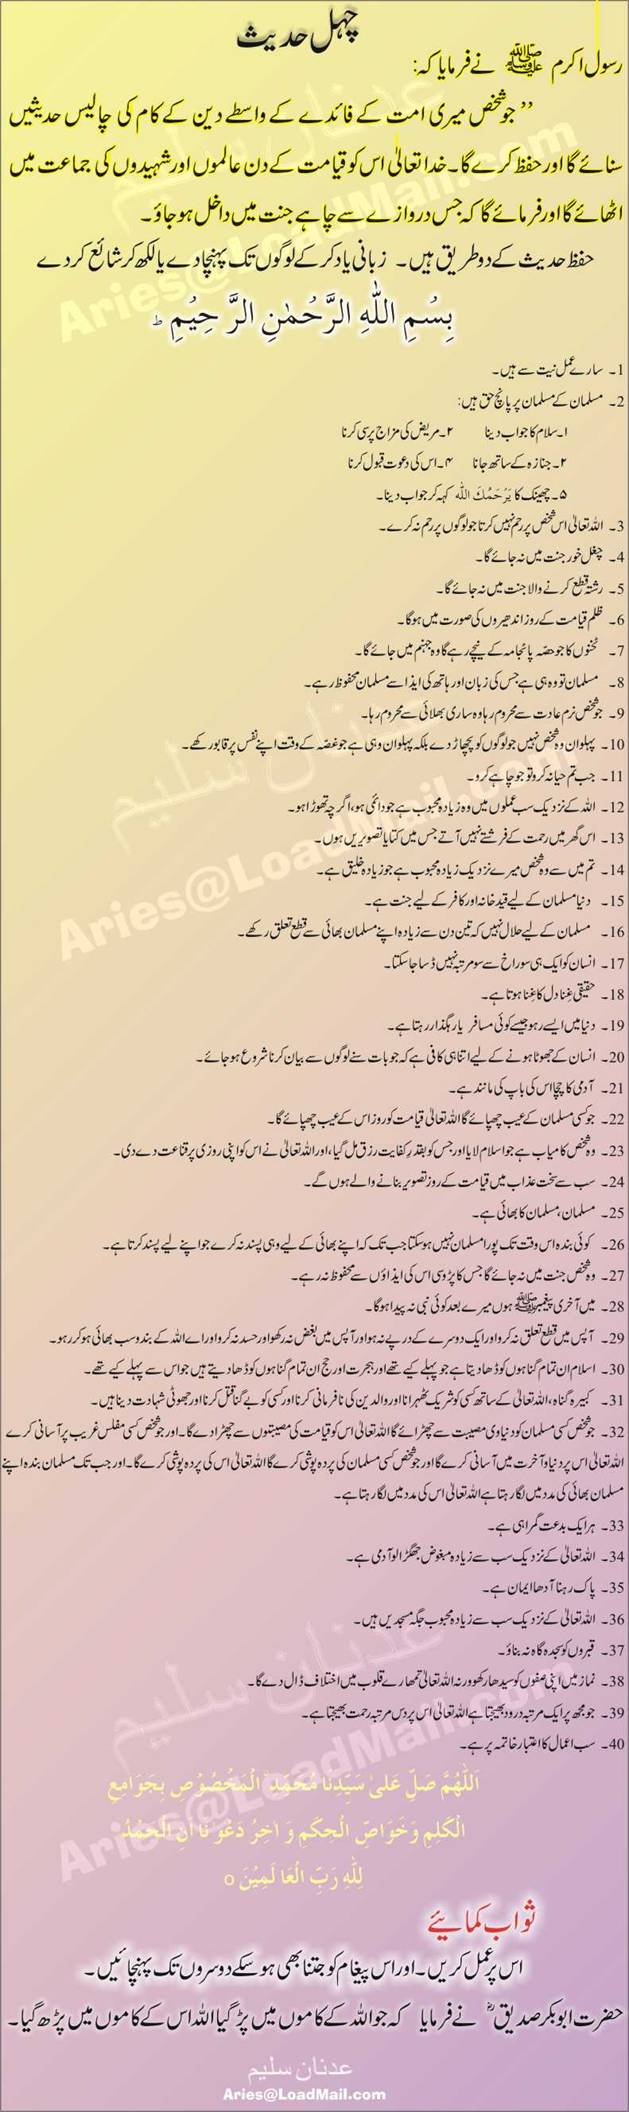 چہل حدیث
رسول اکرم ﷺ نے فرمایا کہ:
’’ جو شخص میری امت کے فائدے کے واسطے دین کے کام کی چالیس حدیثیں
سنائے گا اور حفظ کرے گا۔ خدا تعالیٰ اس کو قیامت کے دن عالموں اور شہیدوں کی جماعت میں
اٹھائے گا اور فرمائے گا کہ جس دروازے سے چاہے جنت میں داخل ہو جاؤ۔
حفظ حدیث کے دو طریق ہیں۔ زبانی یاد کر کے لوگوں تک پہنچا دے یا لکھ کر شائع کر دے
بِسْمِ اللهِ الرَّحْمٰنِ الرَّحِيْمِ ط
1۔ سارے عمل نیت سے ہیں۔
2۔ مسلمان کے مسلمان پر پانچ حق ہیں:
۱۔ سلام کا جواب دینا ۲۔ مریض کی مزاج پرسی کرنا
۲۔ جنازہ کے ساتھ جانا ۴۔ اس کی دعوت قبول کرنا
۵۔ چھینک کا يَرْحَمُكَ الله کہہ کر جواب دینا۔
3۔ اللہ تعالیٰ اس شخص پر رحم نہیں کرتا جو لوگوں پر رحم نہ کرے۔
4۔ چغل خور جنت میں نہ جائے گا۔
5۔ رشتہ قطع کرنے والا جنت میں نہ جائے گا۔
6۔ ظلم قیامت کے روز اندھیروں کی صورت میں ہوگا۔
7۔ ٹخنوں کا جو حصّہ پائجامہ کے نیچے رہے گا وہ جہنم میں جائے گا۔
8۔ مسلمان تو وہ ہی ہے جس کی زبان اور ہاتھ کی ایذا سے مسلمان محفوظ رہے۔
9۔ جو شخص نرم عادت سے محروم رہا وہ ساری بھلائی سے محروم رہا۔
10۔ پہلوان وہ شخص نہیں جو لوگوں کو پچھاڑ دے بلکہ پہلوان وہی ہے جو غصّہ کے وقت اپنے نفس پر قابو رکھے۔
11۔ جب تم حیا نہ کرو تو جو چاہے کرو۔
12۔ اللہ کے نزدیک سب عملوں میں وہ زیادہ محبوب ہے جو دائمی ہو، اگرچہ تھوڑا ہو۔
13۔ اس گھر میں رحمت کے فرشتے نہیں آتے جس میں کتا یا تصویریں ہوں۔
14۔ تم میں سے وہ شخص میرے نزدیک زیادہ محبوب ہے جو زیادہ خلیق ہے۔
15۔ دنیا مسلمان کے لیے قید خانہ اور کافر کے لیے جنت ہے۔
16۔ مسلمان کے لیے حلال نہیں کہ تین دن سے زیادہ اپنے مسلمان بھائی سے قطع تعلق رکھے۔
17۔ انسان کو ایک ہی سوراخ سے سو مرتبہ نہیں ڈسا جا سکتا۔
18۔ حقیقی غِنا دل کا غِنا ہوتا ہے۔
19۔ دنیا میں ایسے رہو جیسے کوئی مسافر یا رہگذار رہتا ہے۔
20۔ انسان کے جھوٹا ہونے کے لیے اتنا ہی کافی ہے کہ جو بات سنے لوگوں سے بیان کرنا شروع ہو جائے۔
21۔ آدمی کا چچا اس کی باپ کی مانند ہے۔
22۔ جو کسی مسلمان کے عیب چھپائے گا اللہ تعالیٰ قیامت کو روز اس کے عیب چھپائے گا۔
23۔ وہ شخص کامیاب ہے جو اسلام لایا اور جس کو بقدرِ کفایت رزق مل گیا، اور اللہ تعالیٰ نے اس کو اپنی روزی پر قناعت دے دی۔
24۔ سب سے سخت عذاب میں قیامت کے روز تصویر بنانے والے ہوں گے۔
25۔ مسلمان، مسلمان کا بھائی ہے۔
26۔ کوئی بندہ اس وقت تک پورا مسلمان نہیں ہو سکتا جب تک کہ اپنے بھائی کے لیے وہی پسند نہ کرے جو اپنے لیے پسند کرتا ہے۔
27۔ وہ شخص جنت میں نہ جائے گا جس کا پڑوسی اس کی ایذاؤں سے محفوظ نہ رہے۔
28۔ میں آخری پیغمبر ﷺ ہوں میرے بعد کوئی نبی نہ پیدا ہوگا۔
29۔ آپس میں قطع تعلق نہ کرو اور ایک دوسرے کے درپے نہ ہو اور آپس میں بغض نہ رکھو اور حسد نہ کرو اور اے اللہ کے بندو سب بھائی ہو کر رہو۔
30۔ اسلام ان تمام گناہوں کو ڈھا دیتا ہے جو پہلے کیے تھے اور ہجرت اور حج ان تمام گناہوں کو ڈھا دیتے ہیں جو اس سے پہلے کیے تھے۔
31۔ کبیرہ گناہ، اللہ تعالیٰ کے ساتھ کسی کو شریک ٹھہرانا اور والدین کی نافرمانی کرنا اور کسی کو بے گناہ قتل کرنا اور جھوٹی شہادت دینا ہیں۔
32۔ جو شخص کسی مسلمان کو دنیاوی مصیبت سے چھڑائے گا اللہ تعالیٰ اس کو قیامت کی مصیبتوں سے چھڑا دے گا۔ اور جو شخص کسی مفلس غریب پر آسانی کرے
اللہ تعالیٰ اس پر دنیا و آخرت میں آسانی کرے گا اور جو شخص کسی مسلمان کی پردہ پوشی کرے گا اللہ تعالیٰ اس کی پردہ پوشی کرے گا۔ اور جب تک مسلمان بندہ اپنے
مسلمان بھائی کی مدد میں لگا رہتا ہے اللہ تعالیٰ اس کی مدد میں لگا رہتا ہے۔
33۔ ہر ایک بدعت گمراہی ہے۔
34۔ اللہ تعالیٰ کے نزدیک سب سے زیادہ مبغوض جھگڑالو آدمی ہے۔
35۔ پاک رہنا آدھا ایمان ہے۔
36۔ اللہ تعالیٰ کے نزدیک سب سے زیادہ محبوب جگہ مسجدیں ہیں۔
37۔ قبروں کو سجدہ گاہ نہ بناؤ۔
38۔ نماز میں اپنی صفوں کو سیدھا رکھو ورنہ اللہ تعالیٰ تمھارے قلوب میں اختلاف ڈال دے گا۔
39۔ جو مجھ پر ایک مرتبہ درود بھیجتا ہے اللہ تعالیٰ اس پر دس مرتبہ رحمت بھیجتا ہے۔
40۔ سب اعمال کا اعتبار خاتمہ پر ہے۔
اَللّٰهُمَّ صَلِّ عَلىٰ سَيِّدِنَا مُحَمَّدِ الْمَخْصُوْصِ بِجَوَامِعِ
الْكَلِمِ وَخَوَاصِّ الْحِكَمِ وَ اٰخِرُ دَعْوٰنَا اَنِ الْحَمْدُ
لِلّٰهِ رَبِّ الْعَالَمِيْنَ o
ثواب کمائیے
اس پر عمل کریں۔ اور اس پیغام کو جتنا بھی ہو سکے دوسروں تک پہنچائیں۔
حضرت ابوبکر صدیقؓ نے فرمایا کہ جو اللہ کے کاموں میں پڑ گیا اللہ اس کے کاموں میں پڑھ گیا۔
عدنان سلیم
Aries@LoadMail.com